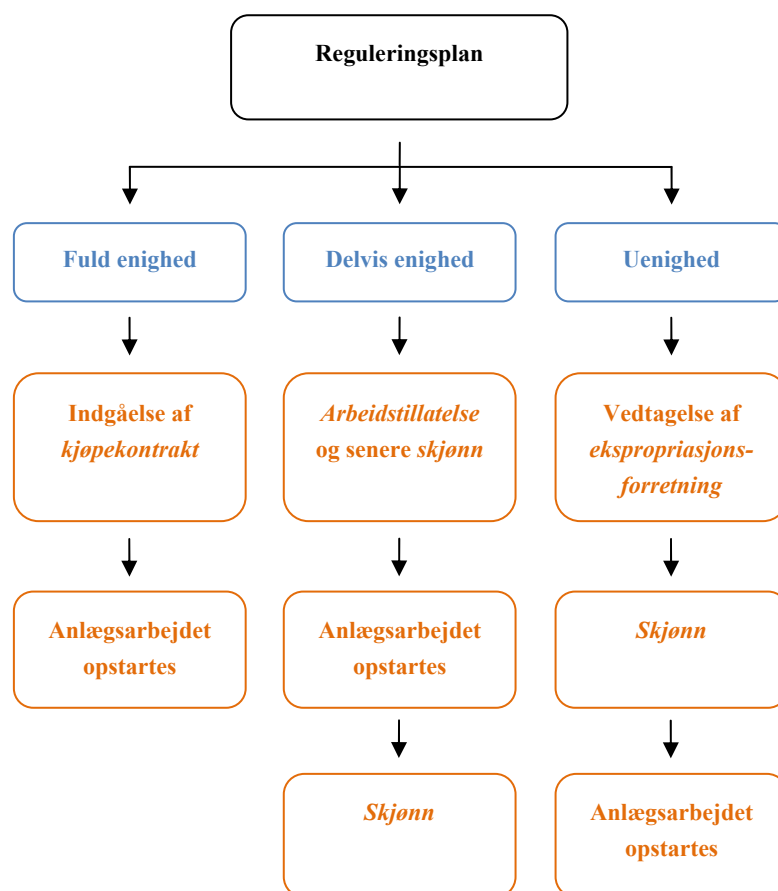 Reguleringsplan
Fuld enighed
Delvis enighed
Uenighed
Indgåelse af
kjøpekontrakt
Arbeidstillatelse
og senere skjønn
Vedtagelse af
ekspropriasjons-
forretning
Anlægsarbejdet
opstartes
Anlægsarbejdet
opstartes
Skjønn
Skjønn
Anlægsarbejdet
opstartes